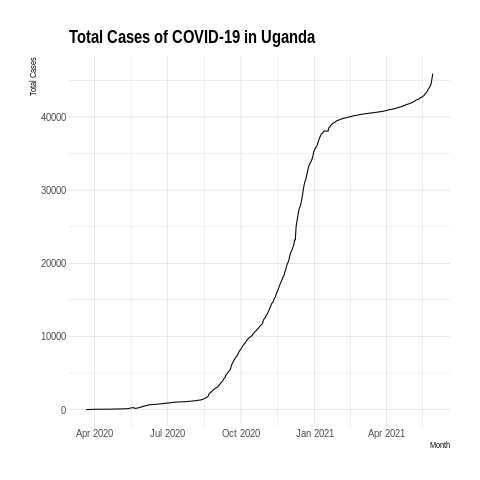 Total Cases of COVID-19 in Uganda
Total Cases
40000
30000
20000
10000
0
Apr 2020 Jul 2020 Oct 2020 Jan 2021 Apr 2021
Month